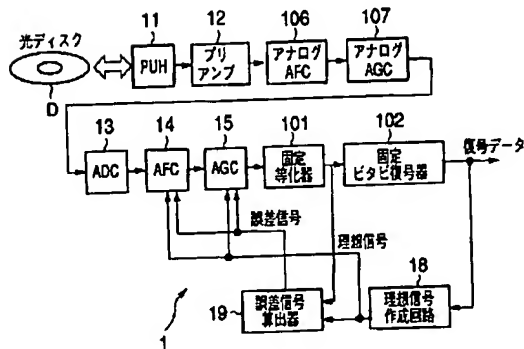 光ディスク
D
11
PUH
12
プリ
アンプ
106
アナログ
AFC
107
アナログ
AGC
13
ADC
14
AFC
15
AGC
101
固定
等化器
102
固定
ビタビ復号器
復号データ
誤差信号
理想信号
19
誤差信号
算出器
18
理想信号
作成回路
1